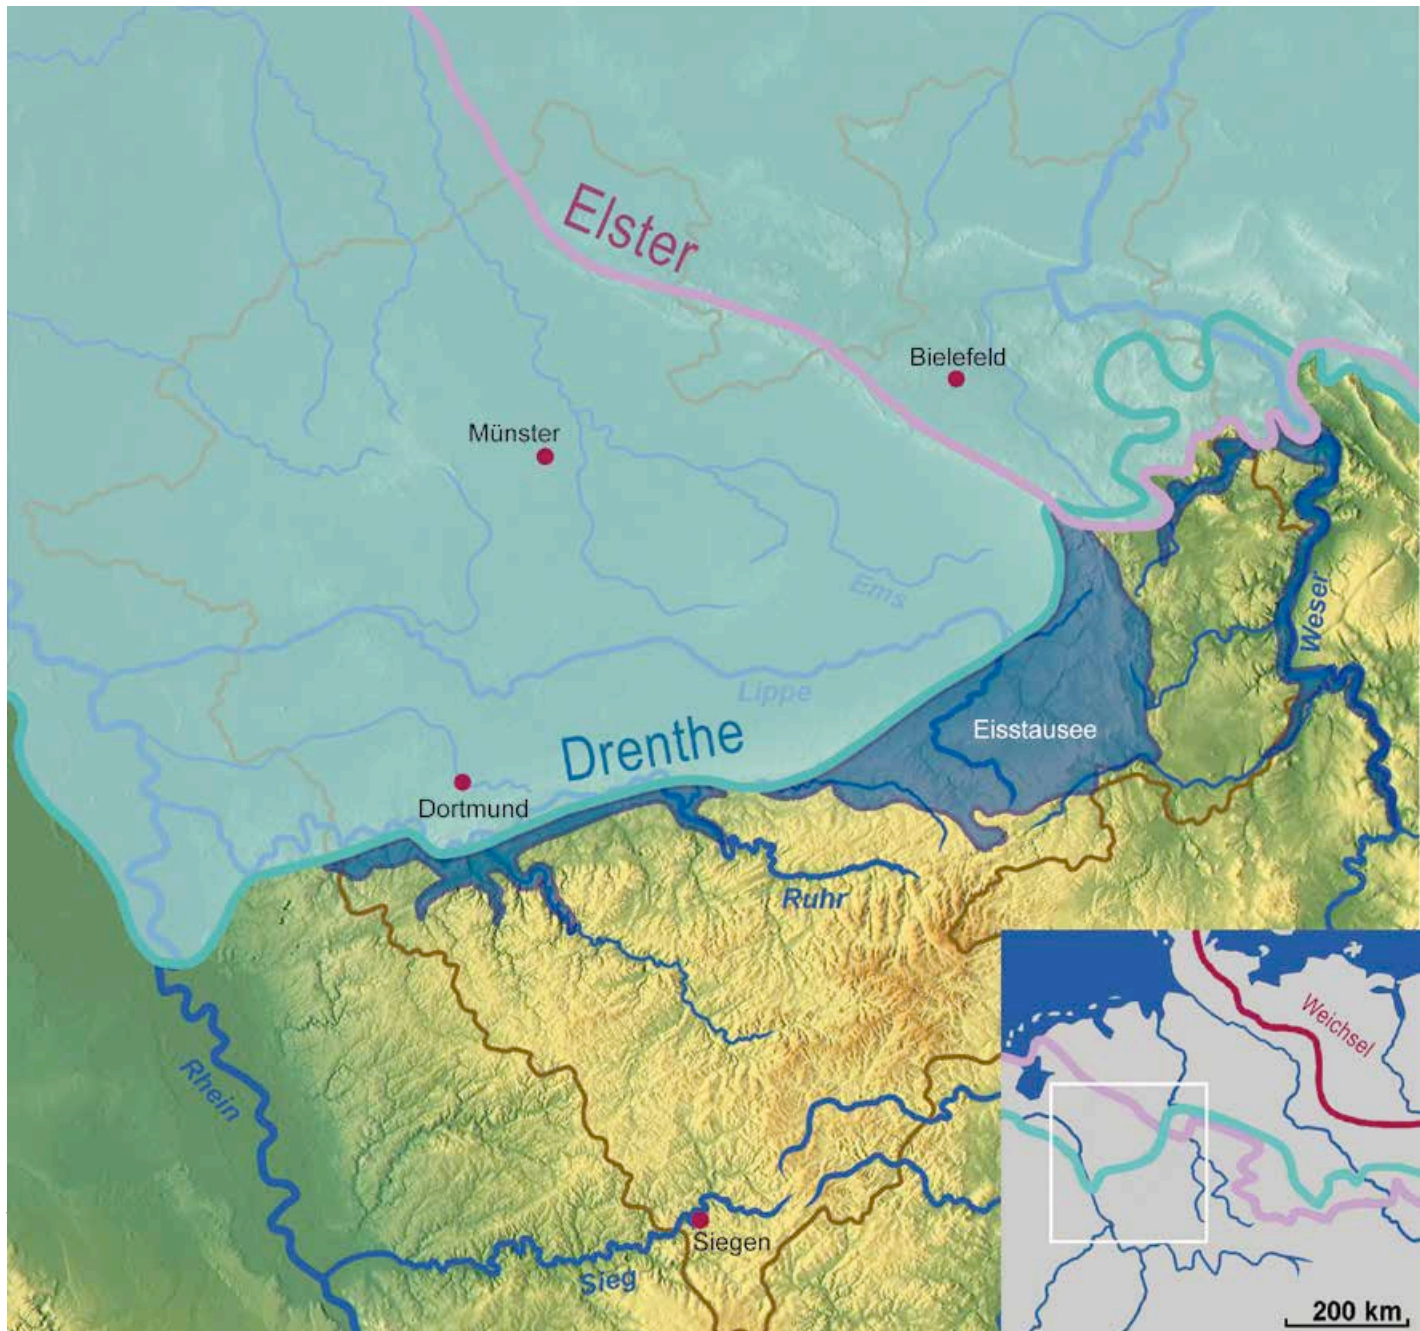 Elster
Bielefeld
Münster
Ems
Weser
Lippe
Drenthe
Eisstausee
Dortmund
Ruhr
Rhein
Weichsel
Siegen
Sieg
200 km